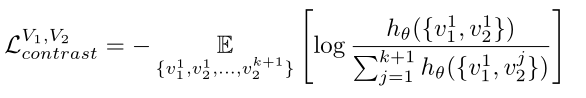 $\mathcal{L}_{contrast}^{V_1,V_2} = -\underset{\{v_1^1,v_2^1,\ldots,v_2^{k+1}\}}{\mathbb{E}}\left[\log\frac{h_\theta(\{v_1^1,v_2^1\})}{\sum_{j=1}^{k+1}h_\theta(\{v_1^1,v_2^j\})}\right]$